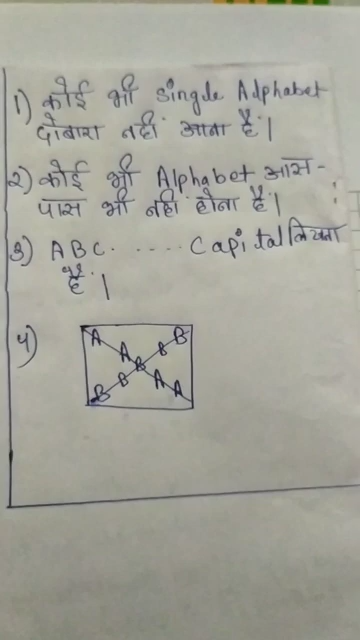 1) कोई भी single Alphabet
दोबारा नहीं आना है।
2) कोई भी Alphabet आस-
पास भी नहीं होना है।
3) A B C. ..... Capital लिखना
है।
4)
A B
A B
B
B A
B A